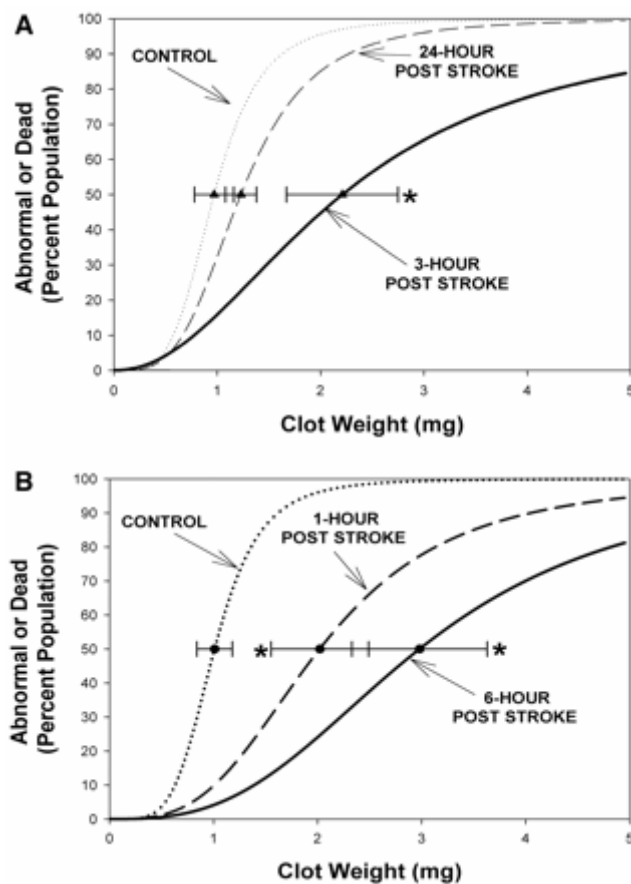 A
100
90
80
70
60
50
40
30
20
10
0
Abnormal or Dead
(Percent Population)
CONTROL
24-HOUR
POST STROKE
*
3-HOUR
POST STROKE
0 1 2 3 4 5
Clot Weight (mg)
B
100
90
80
70
60
50
40
30
20
10
0
Abnormal or Dead
(Percent Population)
CONTROL
1-HOUR
POST STROKE
* *
6-HOUR
POST STROKE
0 1 2 3 4 5
Clot Weight (mg)